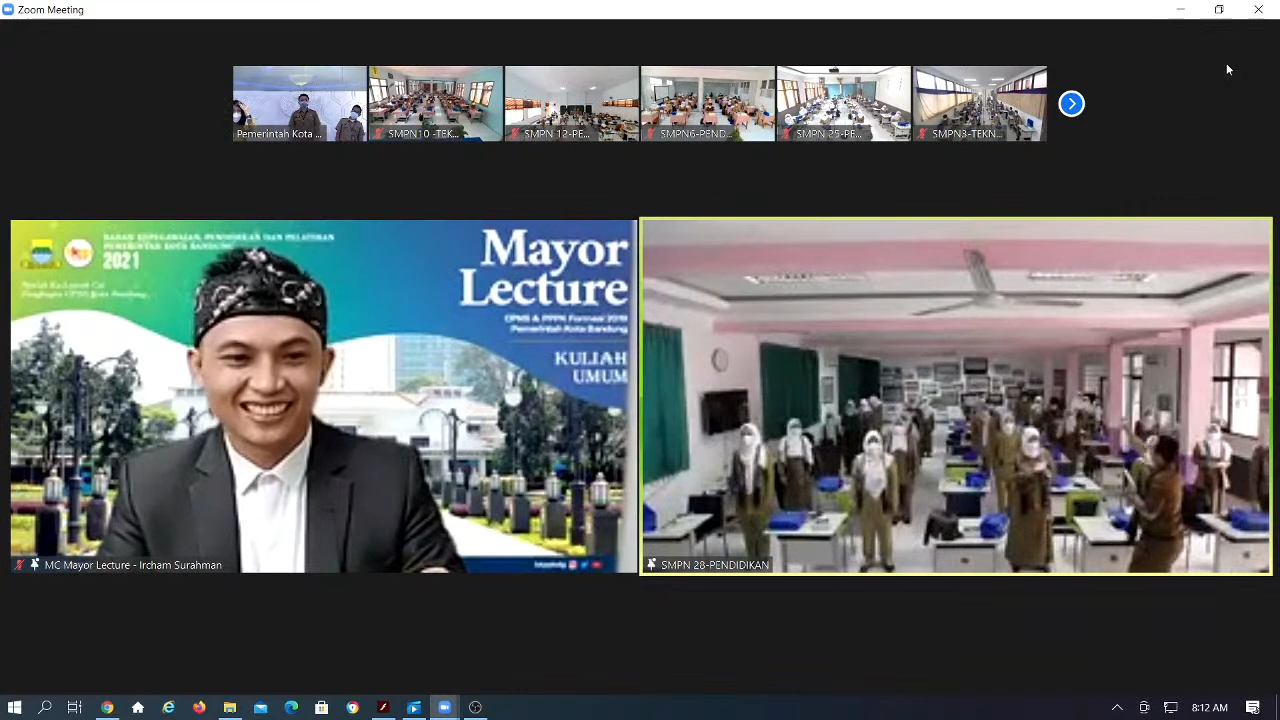 Zoom Meeting
Pemerintah Kota ...
SMPN10 -TEK...
SMPN 12-PE...
SMPN6-PEND...
SMPN 25-PE...
SMPN3-TEKN...
BADAN KEPEGAWAIAN, PENDIDIKAN DAN PELATIHAN
PEMERINTAH KOTA BANDUNG
2021
Mayor
Lecture
CPNS & PPPK Formasi 2019
Pemerintah Kota Bandung
KULIAH
UMUM
MC Mayor Lecture - Ircham Surahman
SMPN 28-PENDIDIKAN
8:12 AM